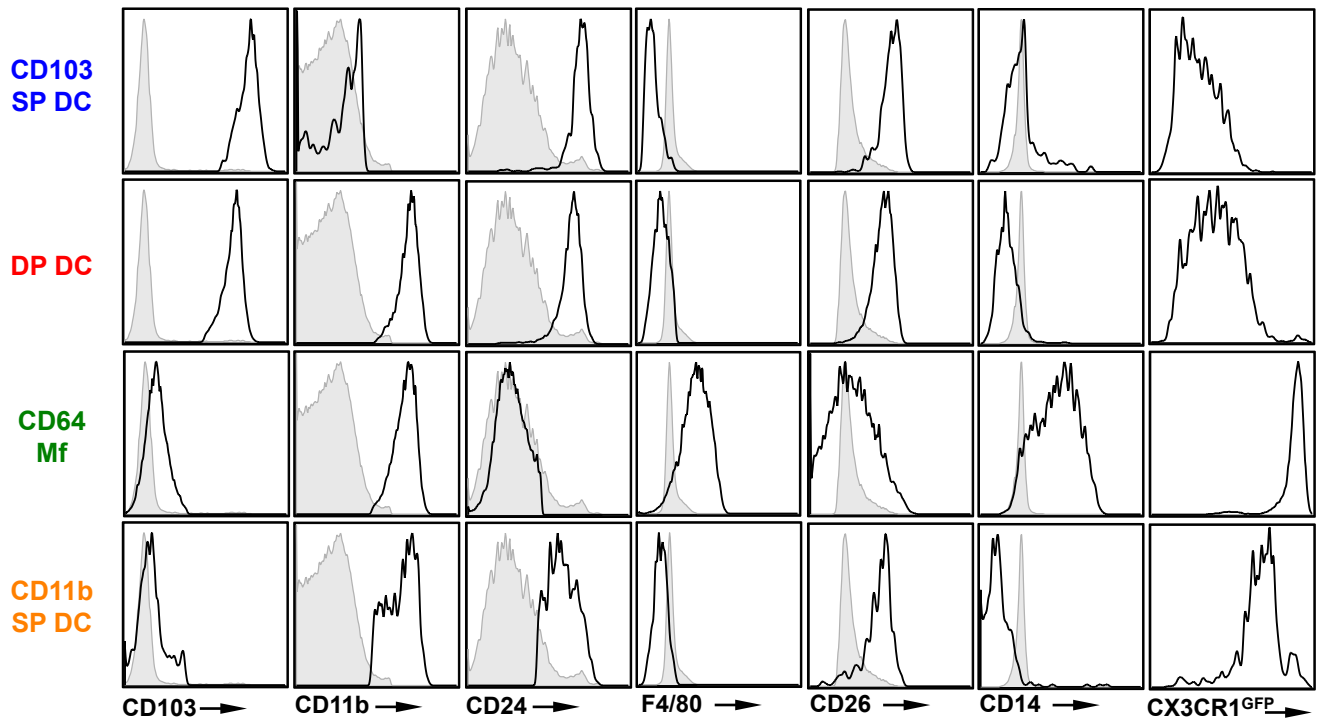 CD103
SP DC
DP DC
CD64
Mf
CD11b
SP DC
CD103 CD11b CD24 F4/80 CD26 CD14 CX3CR1GFP